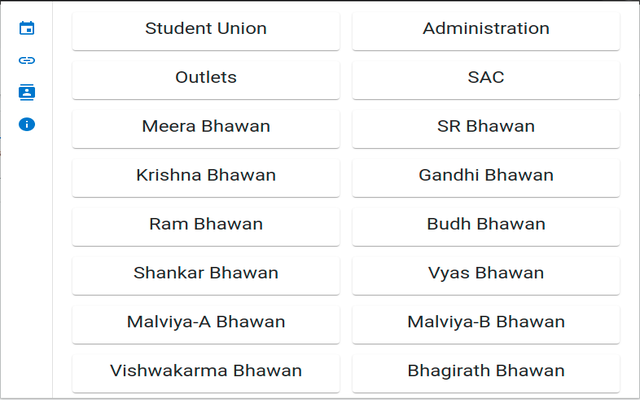 Student Union
Administration
Outlets
SAC
Meera Bhawan
SR Bhawan
Krishna Bhawan
Gandhi Bhawan
Ram Bhawan
Budh Bhawan
Shankar Bhawan
Vyas Bhawan
Malviya-A Bhawan
Malviya-B Bhawan
Vishwakarma Bhawan
Bhagirath Bhawan